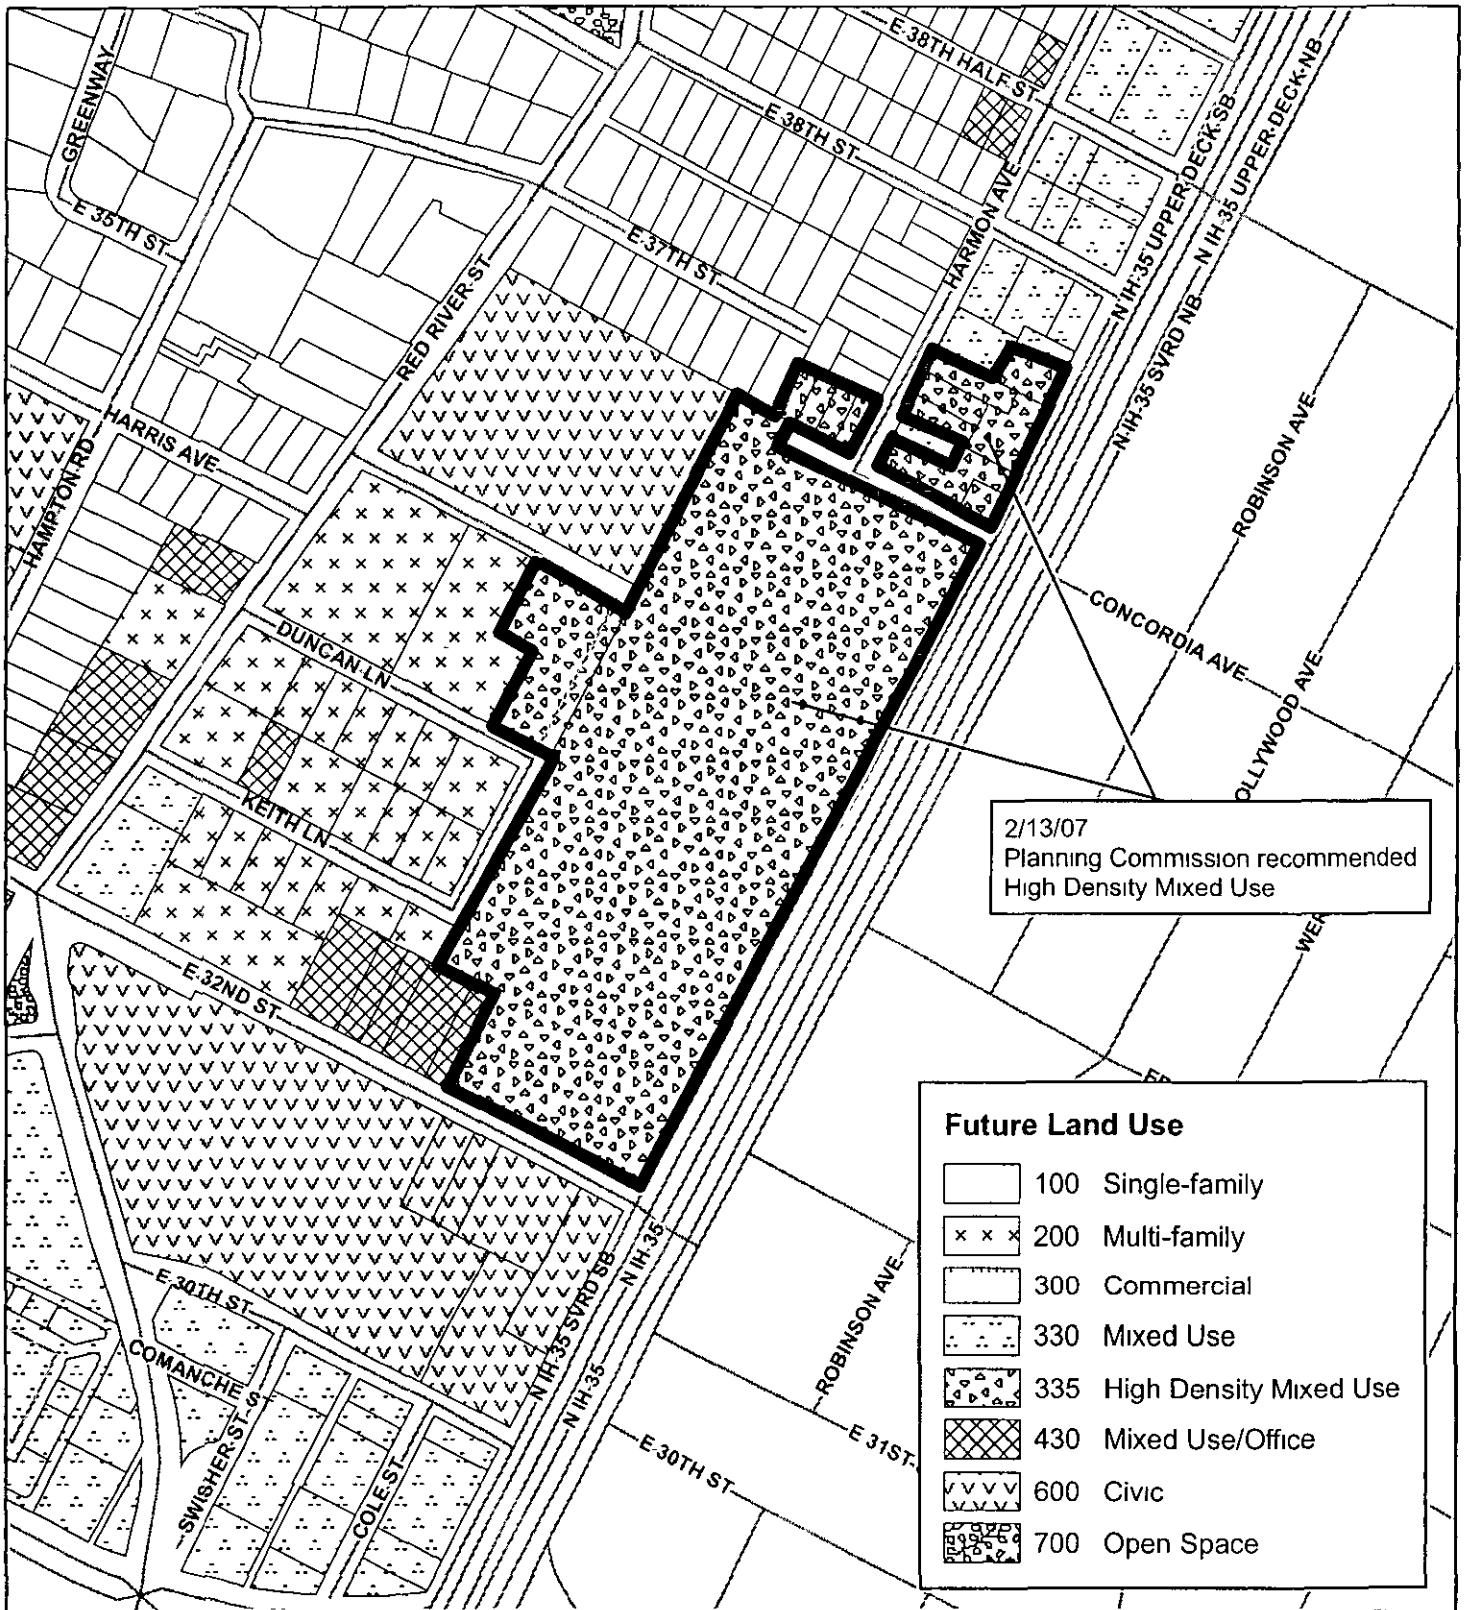 E 38TH HALF ST
GREENWAY
E 38TH ST
E 35TH ST
E 37TH ST
HARMON AVE
N IH-35 UPPER DECK SB
N IH-35 UPPER DECK NB
RED RIVER ST
N IH-35 SVRD NB
HARRIS AVE
HAMPTON RD
ROBINSON AVE
CONCORDIA AVE
DUNCAN LN
OLLYWOOD AVE
KEITH LN
2/13/07
Planning Commission recommended
High Density Mixed Use
WER
E 32ND ST
Future Land Use
100 Single-family
200 Multi-family
300 Commercial
330 Mixed Use
335 High Density Mixed Use
430 Mixed Use/Office
600 Civic
700 Open Space
N IH-35
N IH-35 SVRD SB
N IH-35
ROBINSON AVE
E 30TH ST
COMANCHE S
SWISHER ST
COLE ST
E 31ST
E 30TH ST